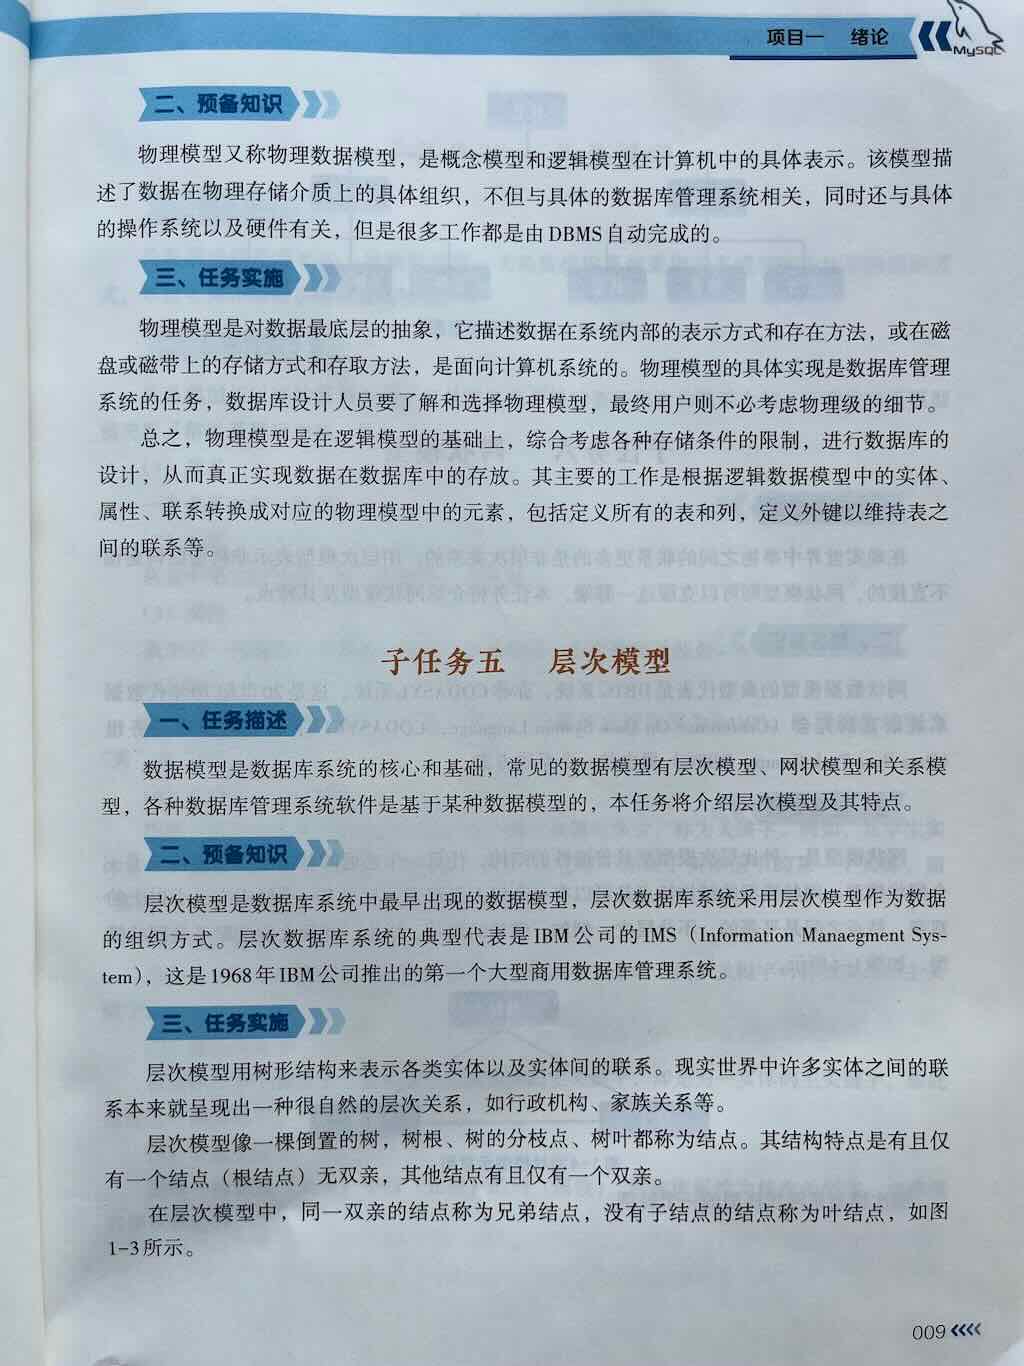 项目一 绪论
MySQL
二、预备知识
物理模型又称物理数据模型，是概念模型和逻辑模型在计算机中的具体表示。该模型描
述了数据在物理存储介质上的具体组织，不但与具体的数据库管理系统相关，同时还与具体
的操作系统以及硬件有关，但是很多工作都是由DBMS自动完成的。
三、任务实施
物理模型是对数据最底层的抽象，它描述数据在系统内部的表示方式和存在方法，或在磁
盘或磁带上的存储方式和存取方法，是面向计算机系统的。物理模型的具体实现是数据库管理
系统的任务，数据库设计人员要了解和选择物理模型，最终用户则不必考虑物理级的细节。
总之，物理模型是在逻辑模型的基础上，综合考虑各种存储条件的限制，进行数据库的
设计，从而真正实现数据在数据库中的存放。其主要的工作是根据逻辑数据模型中的实体、
属性、联系转换成对应的物理模型中的元素，包括定义所有的表和列，定义外键以维持表之
间的联系等。
子任务五 层次模型
一、任务描述
数据模型是数据库系统的核心和基础，常见的数据模型有层次模型、网状模型和关系模
型，各种数据库管理系统软件是基于某种数据模型的，本任务将介绍层次模型及其特点。
二、预备知识
层次模型是数据库系统中最早出现的数据模型，层次数据库系统采用层次模型作为数据
的组织方式。层次数据库系统的典型代表是IBM公司的IMS（Information Manaegment Sys-
tem），这是1968年IBM公司推出的第一个大型商用数据库管理系统。
三、任务实施
层次模型用树形结构来表示各类实体以及实体间的联系。现实世界中许多实体之间的联
系本来就呈现出一种很自然的层次关系，如行政机构、家族关系等。
层次模型像一棵倒置的树，树根、树的分枝点、树叶都称为结点。其结构特点是有且仅
有一个结点（根结点）无双亲，其他结点有且仅有一个双亲。
在层次模型中，同一双亲的结点称为兄弟结点，没有子结点的结点称为叶结点，如图
1-3所示。
009